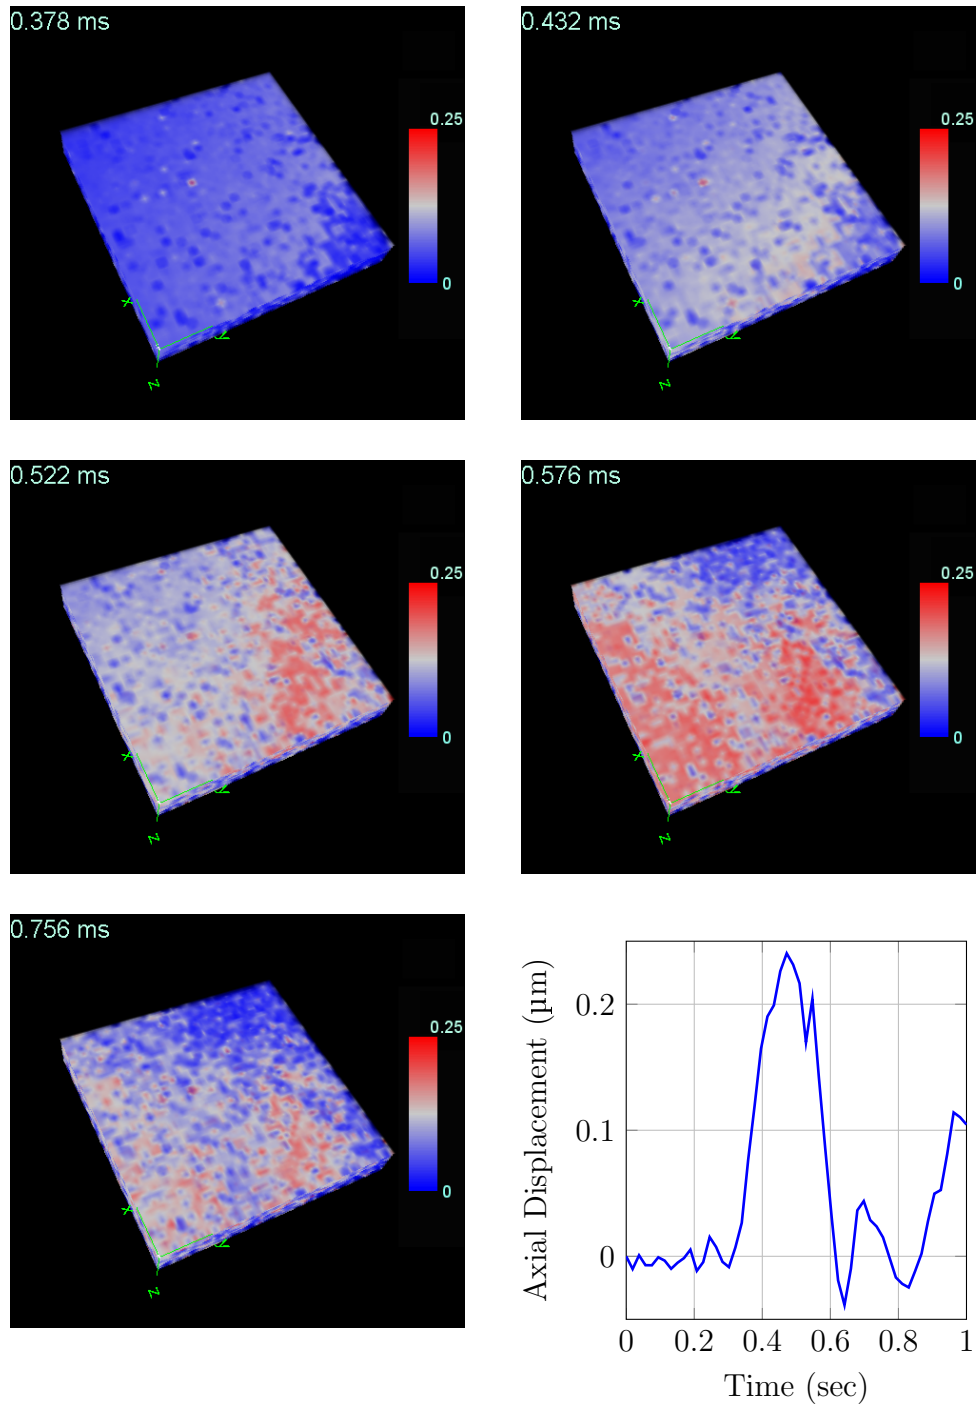 0.378 ms
0.25
0
X
Y
Z
0.432 ms
0.25
0
X
Y
Z
0.522 ms
0.25
0
X
Y
Z
0.576 ms
0.25
0
X
Y
Z
0.756 ms
0.25
0
X
Y
Z
Axial Displacement (µm)
0.2
0.1
0
0 0.2 0.4 0.6 0.8 1
Time (sec)